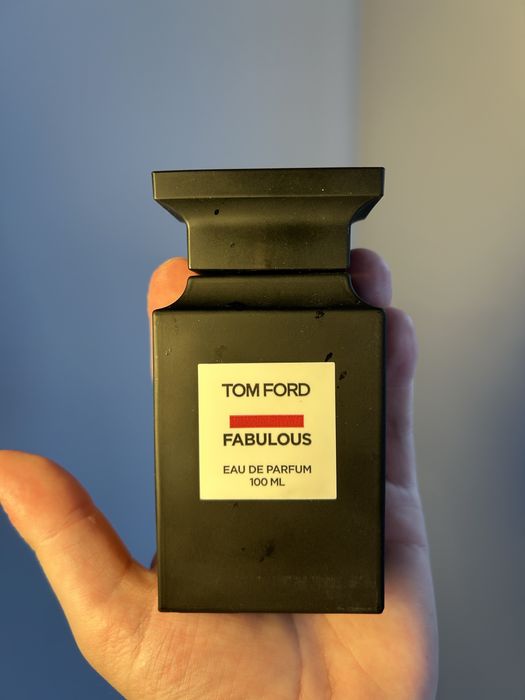 TOM FORD
FABULOUS
EAU DE PARFUM
100 ML